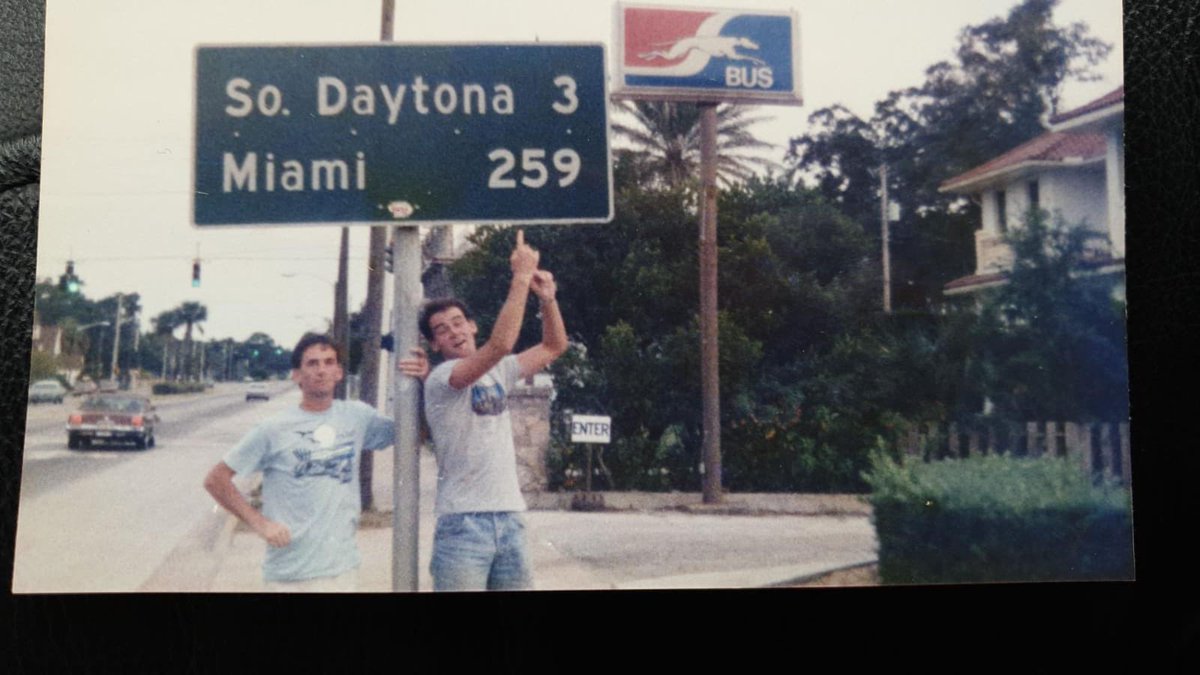 So. Daytona 3
Miami 259
BUS
ENTER